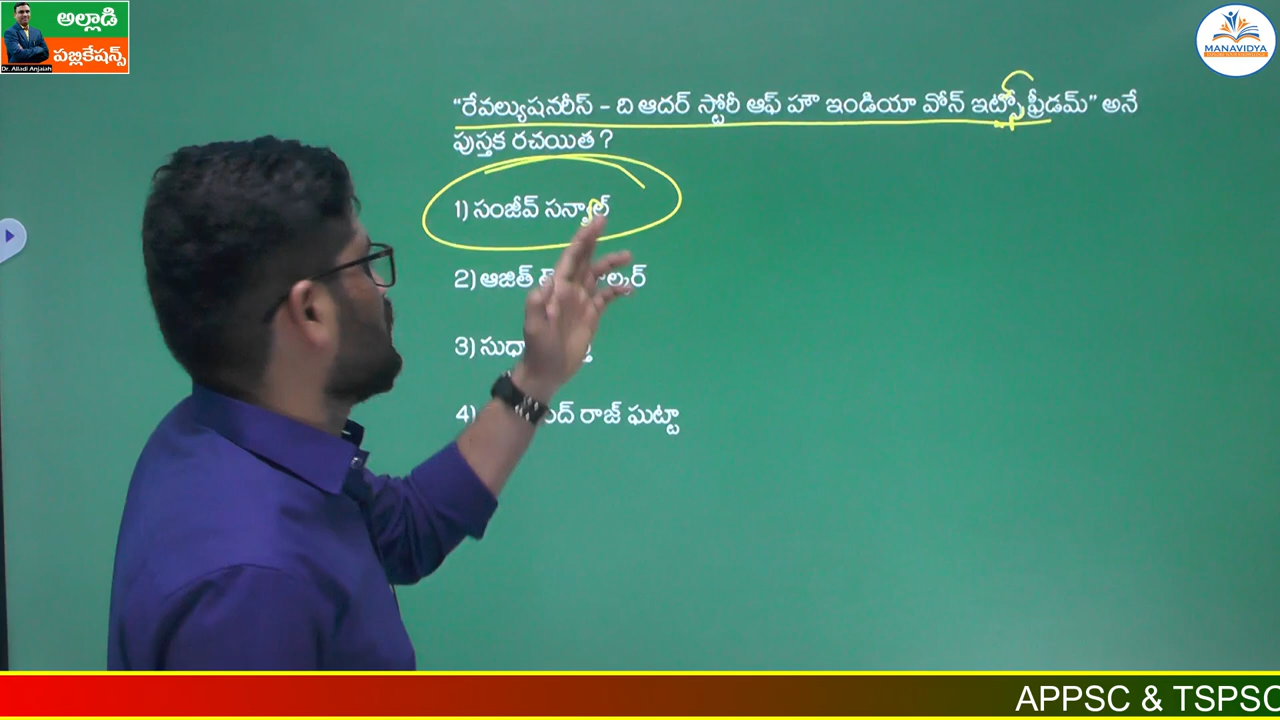 అల్లాడి
పబ్లికేషన్స్
Dr. Alladi Anjaiah
MANAVIDYA
"రేవల్యుషనరీస్ – ది ఆదర్ స్టోరీ ఆఫ్ హౌ ఇండియా వోన్ ఇట్స్ ఫ్రీడమ్" అనే
పుస్తక రచయిత ?
1) సంజీవ్ సన్యాల్
2) ఆజిత్
3)
4) రాజ్ ఘట్టా
APPSC & TSPSC